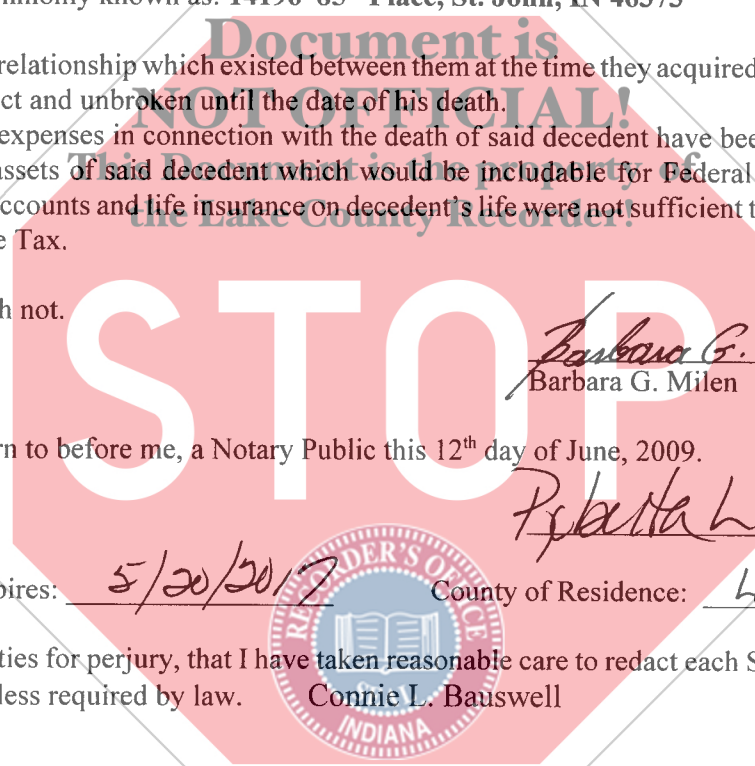 mmonly known as: 14196 85 Place, St. John, IN 46373
Document is
relationship which existed between them at the time they acquired
ct and unbroken until the date of his death.
NOT OFFICIAL!
expenses in connection with the death of said decedent have bee
This Document is the property of
assets of said decedent which would be includable for Federal
ccounts and life insurance on decedent's life were not sufficient t
the Lake County Recorder!
e Tax.
h not.
STOP
Barbara G.
Barbara G. Milen
rn to before me, a Notary Public this 12th day of June, 2009.
pires: 5/20/2017 County of Residence: L
RECORDER'S OFFICE
ties for perjury, that I have taken reasonable care to redact each S
less required by law. Connie L. Bauswell
SEAL
INDIANA